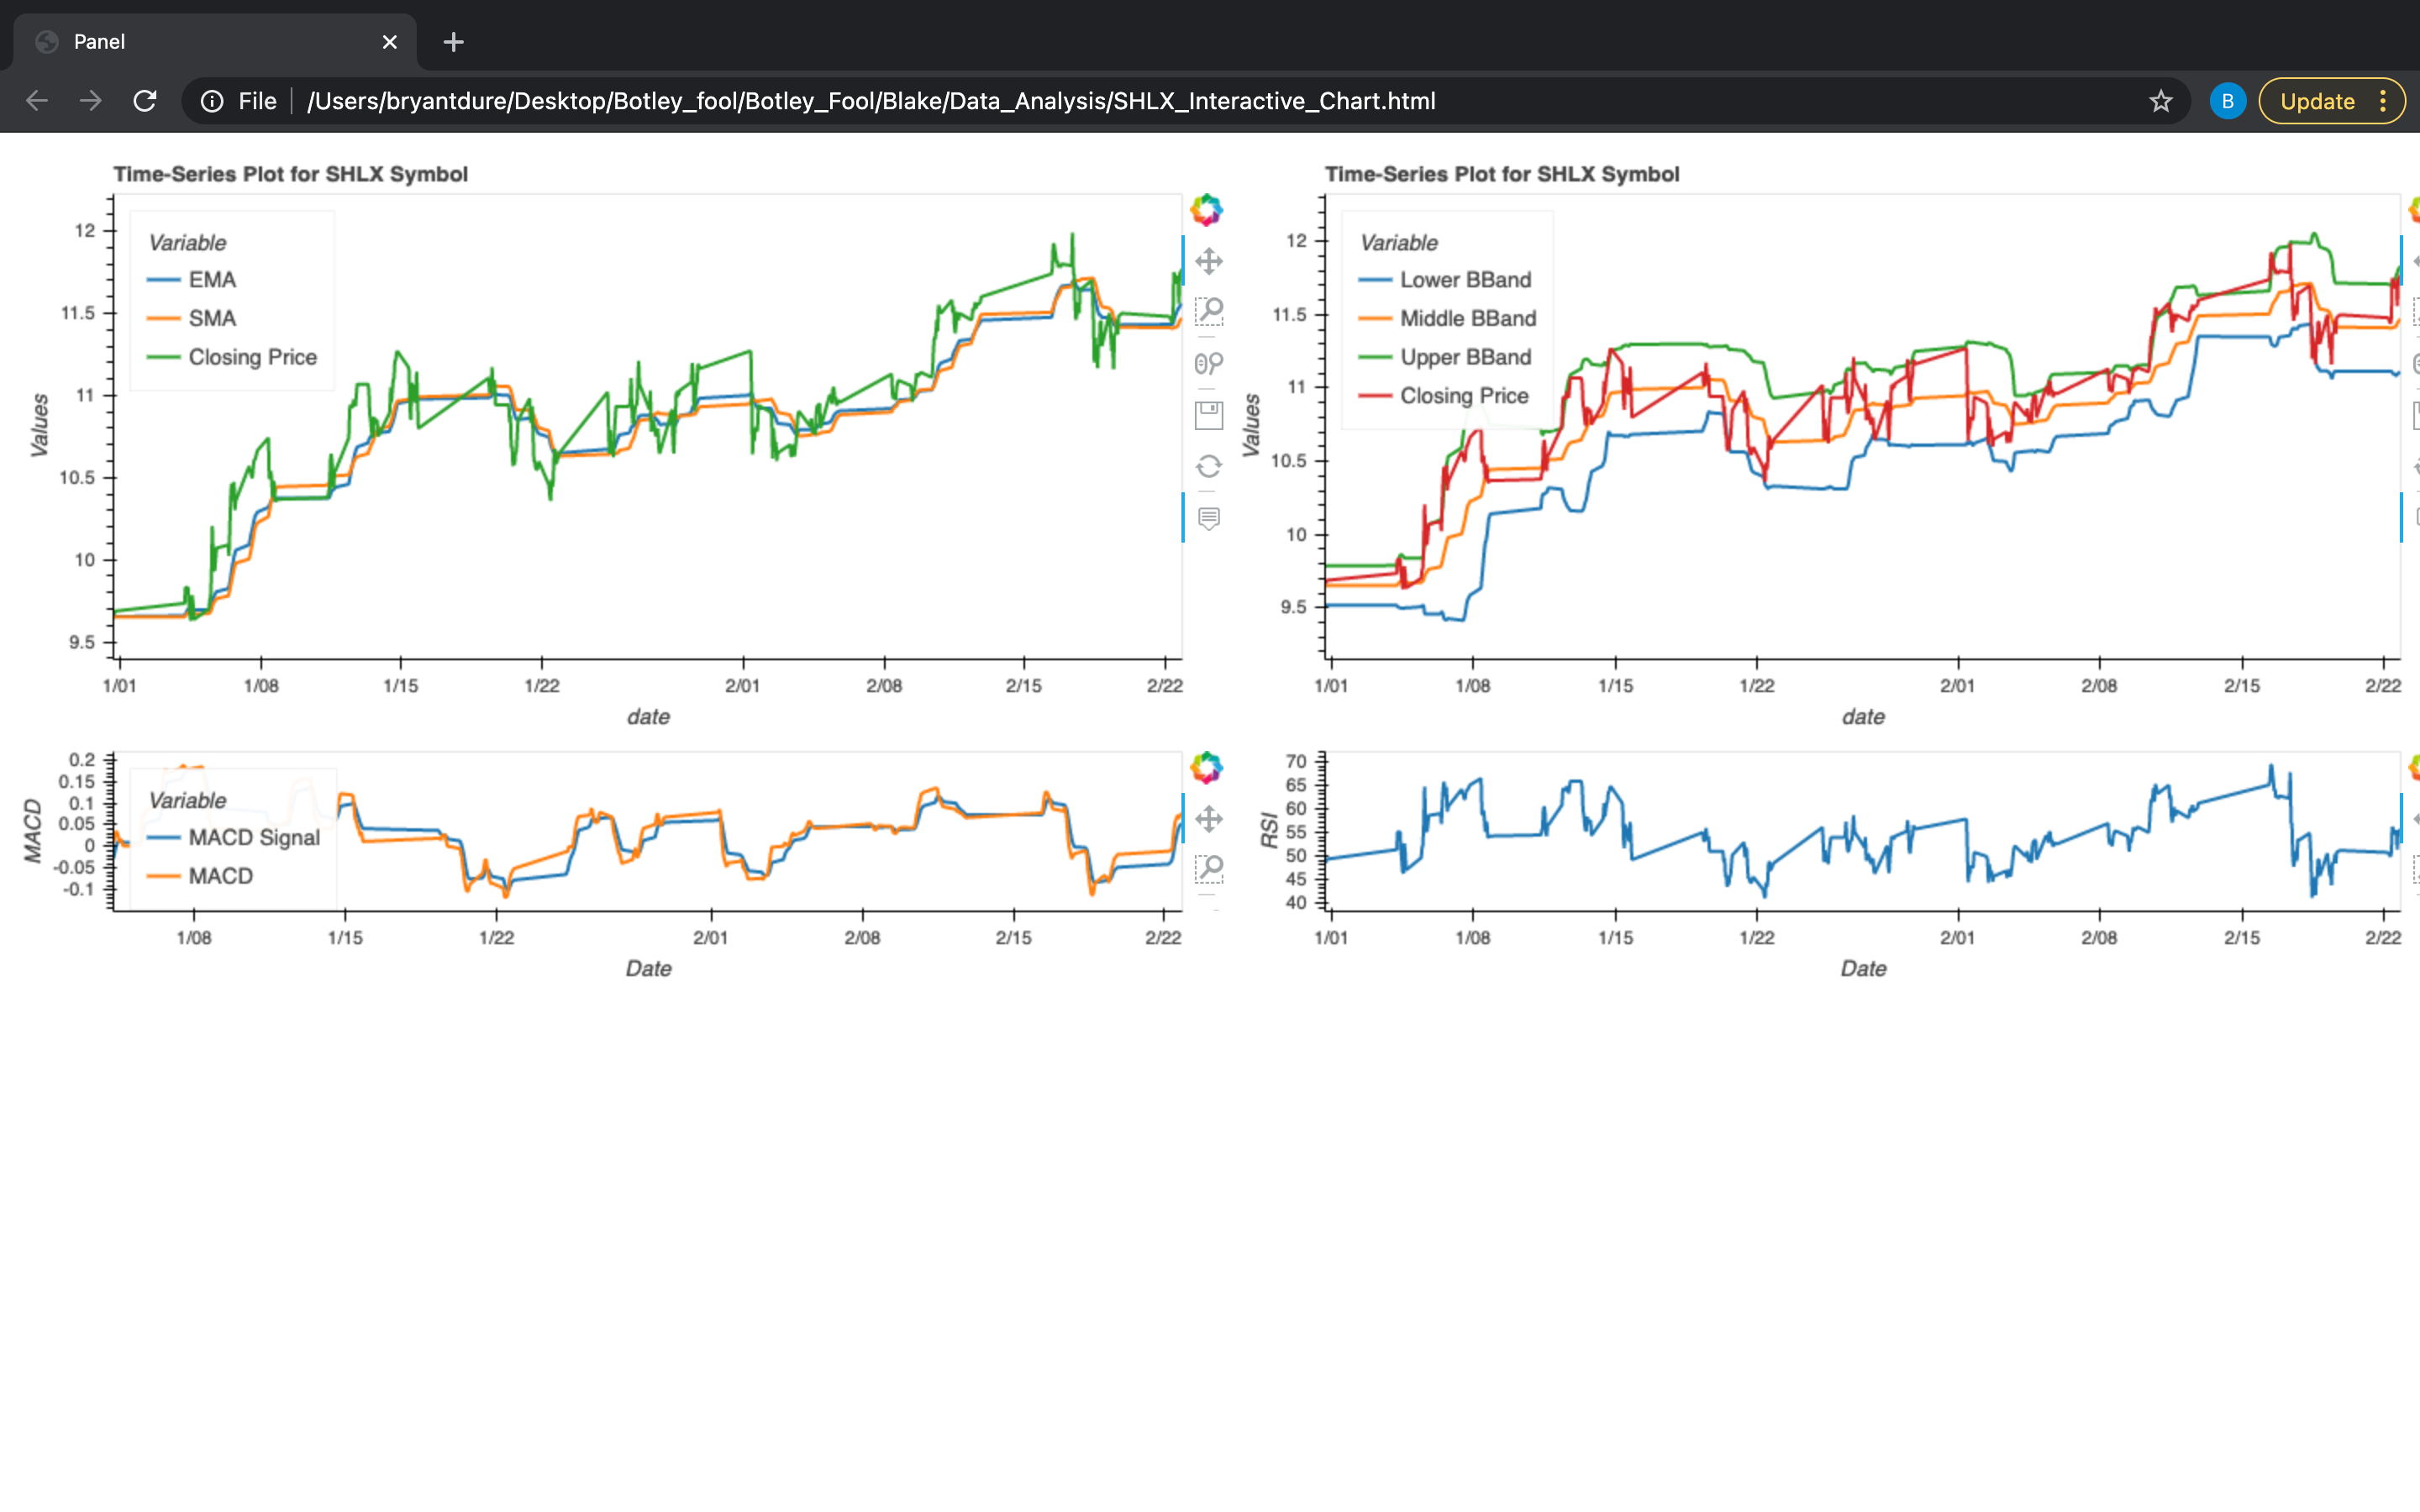 Panel
File
/Users/bryantdure/Desktop/Botley_fool/Botley_Fool/Blake/Data_Analysis/SHLX_Interactive_Chart.html
B
Update
Time-Series Plot for SHLX Symbol
Variable
EMA
SMA
Closing Price
Values
12
11.5
11
10.5
10
9.5
1/01 1/08 1/15 1/22 2/01 2/08 2/15 2/22
date
Time-Series Plot for SHLX Symbol
Variable
Lower BBand
Middle BBand
Upper BBand
Closing Price
Values
12
11.5
11
10.5
10
9.5
1/01 1/08 1/15 1/22 2/01 2/08 2/15 2/22
date
Variable
MACD Signal
MACD
MACD
0.2
0.15
0.1
0.05
0
-0.05
-0.1
1/08 1/15 1/22 2/01 2/08 2/15 2/22
Date
RSI
70
65
60
55
50
45
40
1/01 1/08 1/15 1/22 2/01 2/08 2/15 2/22
Date